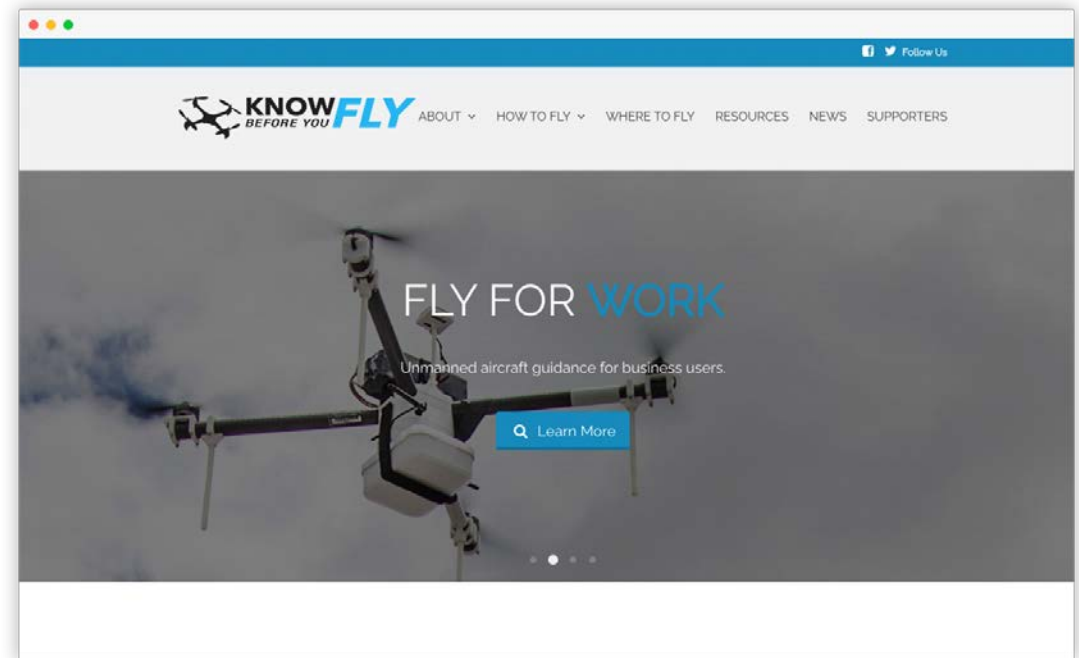 Follow Us
KNOW
BEFORE YOU FLY
ABOUT HOW TO FLY WHERE TO FLY RESOURCES NEWS SUPPORTERS
FLY FOR WORK
Unmanned aircraft guidance for business users.
Learn More